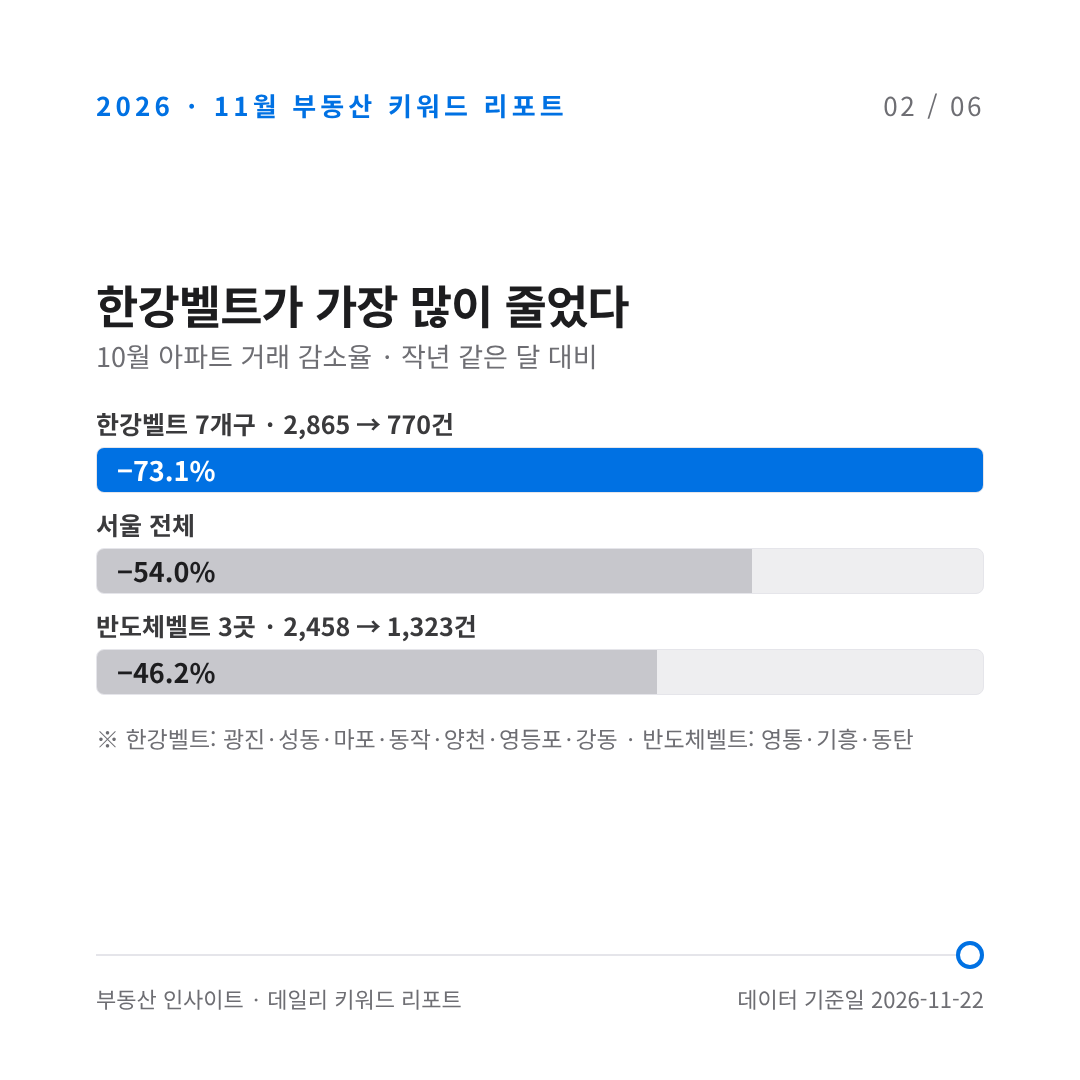 2026 · 11월 부동산 키워드 리포트
02 / 06
한강벨트가 가장 많이 줄었다
10월 아파트 거래 감소율 · 작년 같은 달 대비
한강벨트 7개구 · 2,865 → 770건
−73.1%
서울 전체
−54.0%
반도체벨트 3곳 · 2,458 → 1,323건
−46.2%
※ 한강벨트: 광진·성동·마포·동작·양천·영등포·강동 · 반도체벨트: 영통·기흥·동탄
부동산 인사이트 · 데일리 키워드 리포트
데이터 기준일 2026-11-22